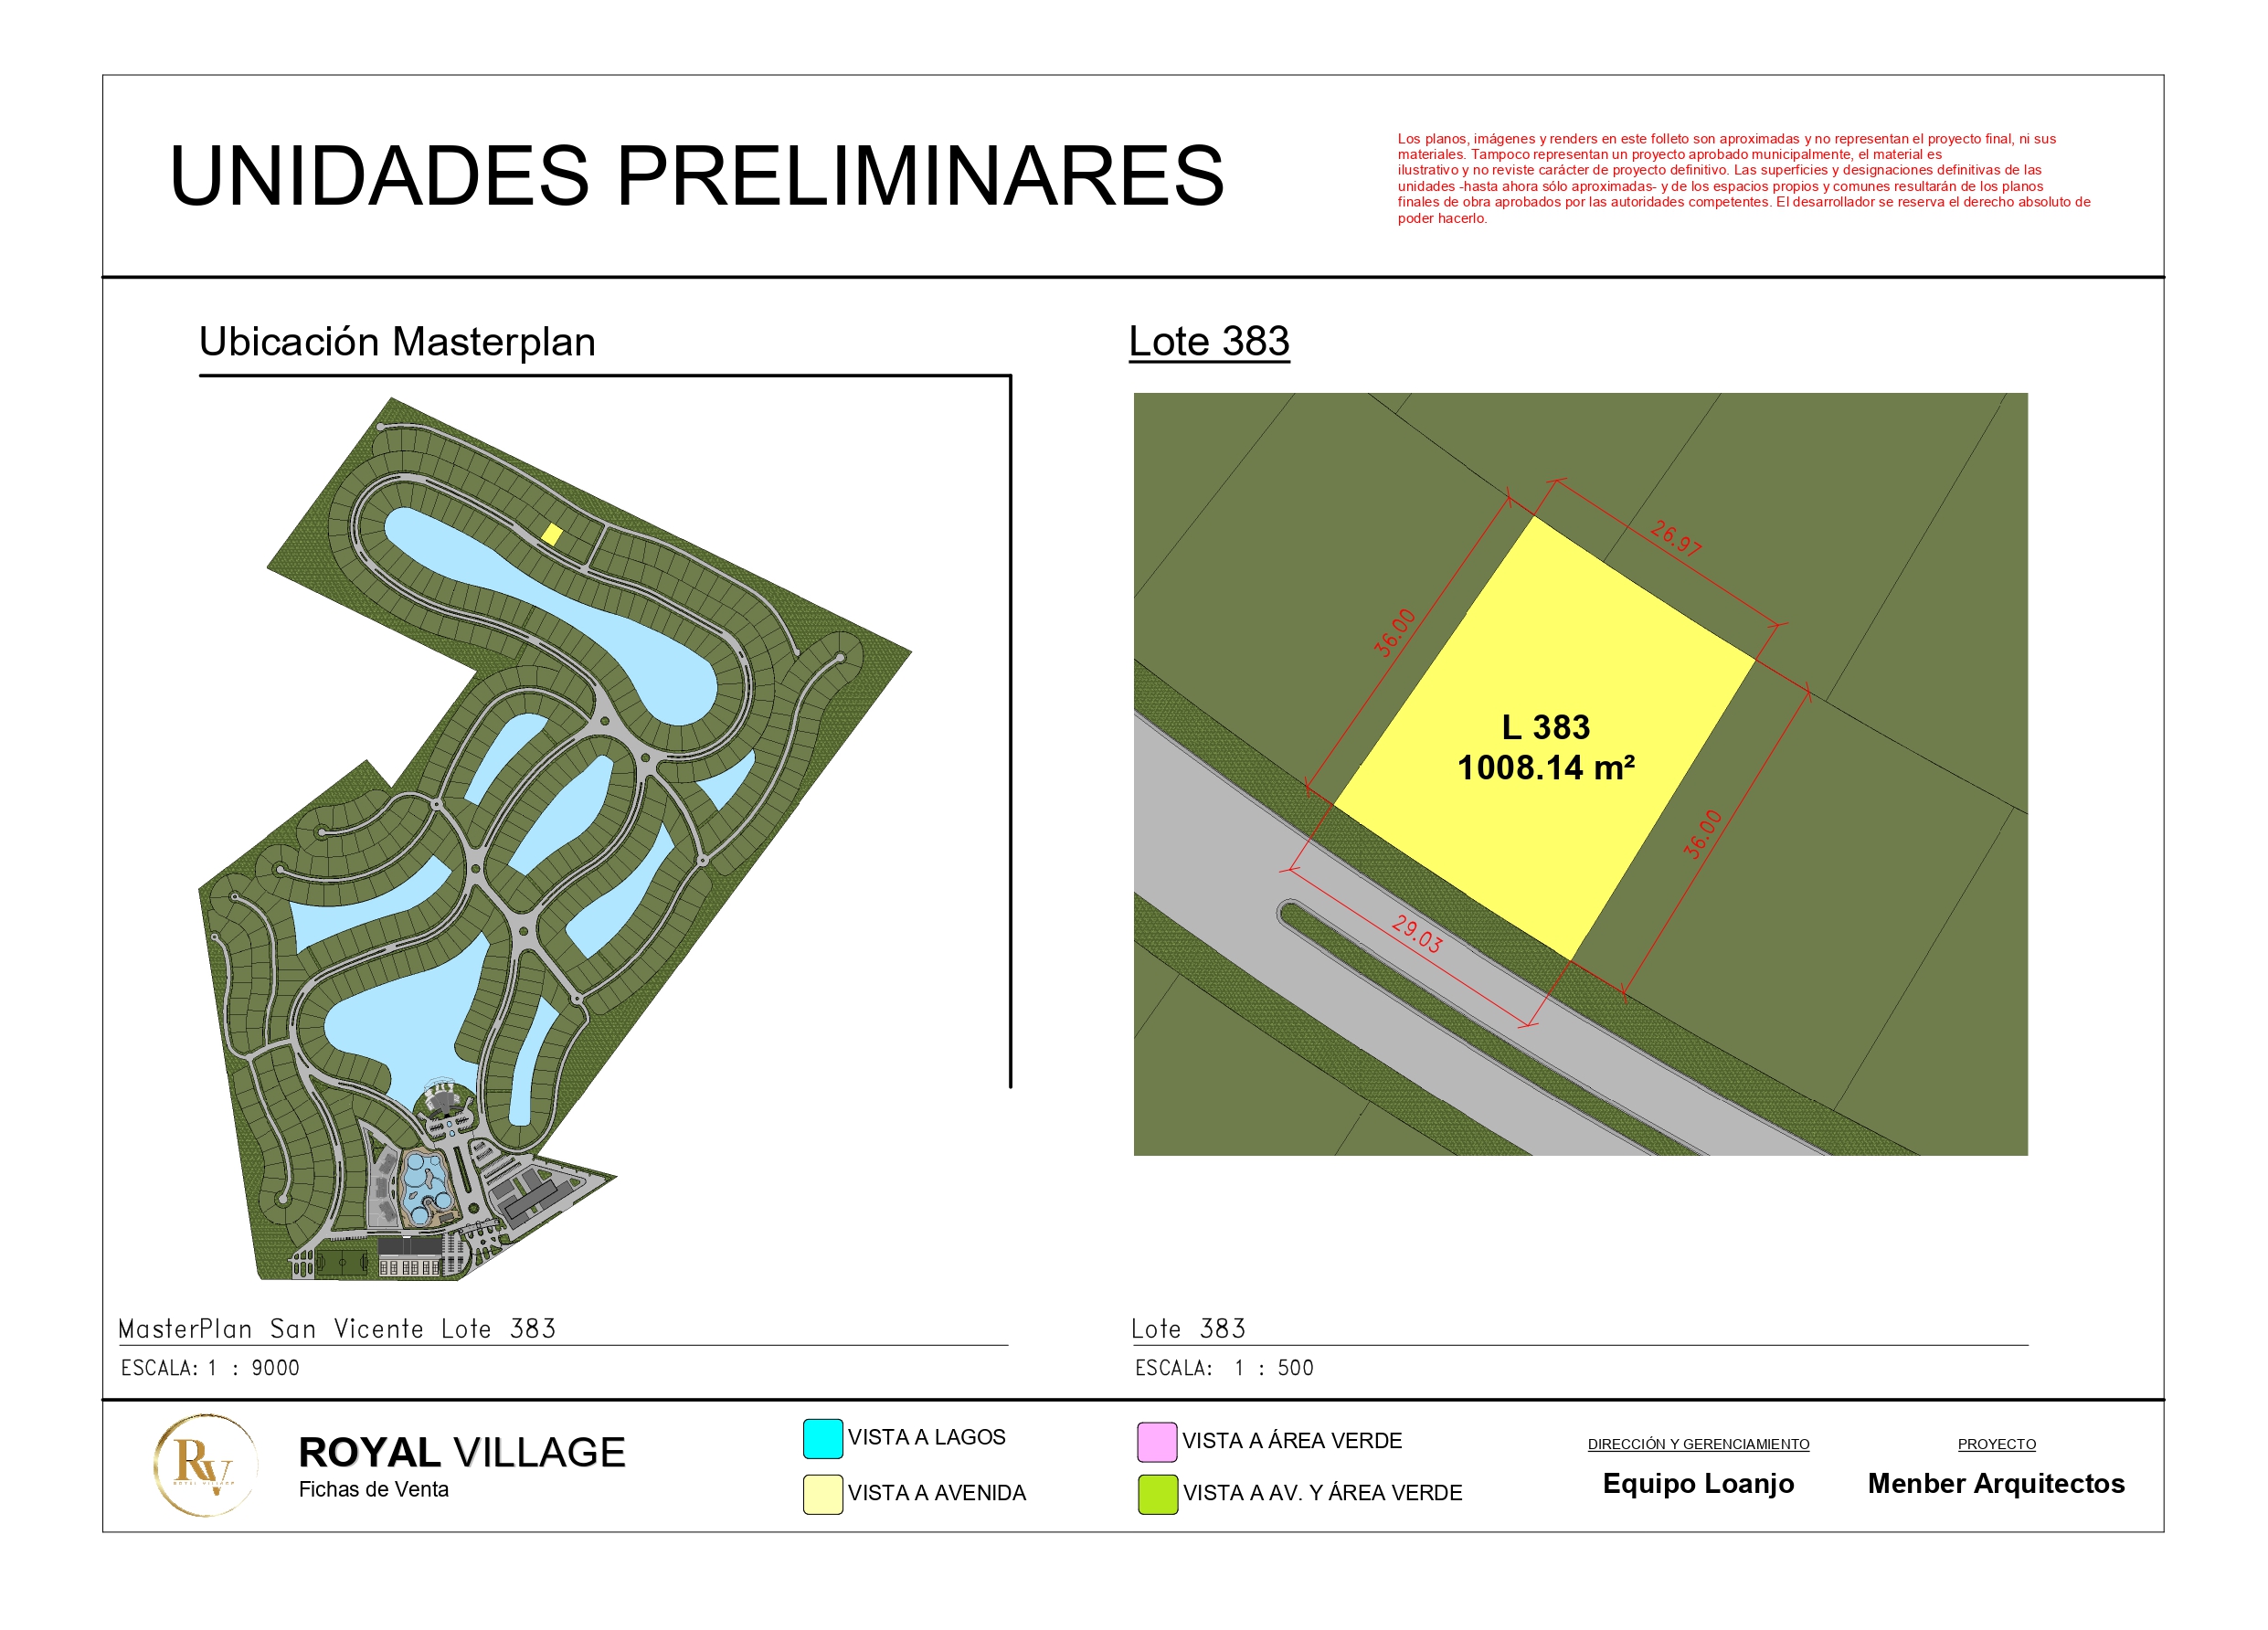 UNIDADES PRELIMINARES
Los planos, imágenes y renders en este folleto son aproximadas y no representan el proyecto final, ni sus
materiales. Tampoco representan un proyecto aprobado municipalmente, el material es
ilustrativo y no reviste carácter de proyecto definitivo. Las superficies y designaciones definitivas de las
unidades -hasta ahora sólo aproximadas- y de los espacios propios y comunes resultarán de los planos
finales de obra aprobados por las autoridades competentes. El desarrollador se reserva el derecho absoluto de
poder hacerlo.
Ubicación Masterplan
Lote 383
26.97
36.00
L 383
1008.14 m²
36.00
29.03
MasterPlan San Vicente Lote 383
ESCALA: 1 : 9000
Lote 383
ESCALA: 1 : 500
RV
ROYAL VILLAGE
ROYAL VILLAGE
Fichas de Venta
VISTA A LAGOS
VISTA A AVENIDA
VISTA A ÁREA VERDE
VISTA A AV. Y ÁREA VERDE
DIRECCIÓN Y GERENCIAMIENTO
Equipo Loanjo
PROYECTO
Menber Arquitectos